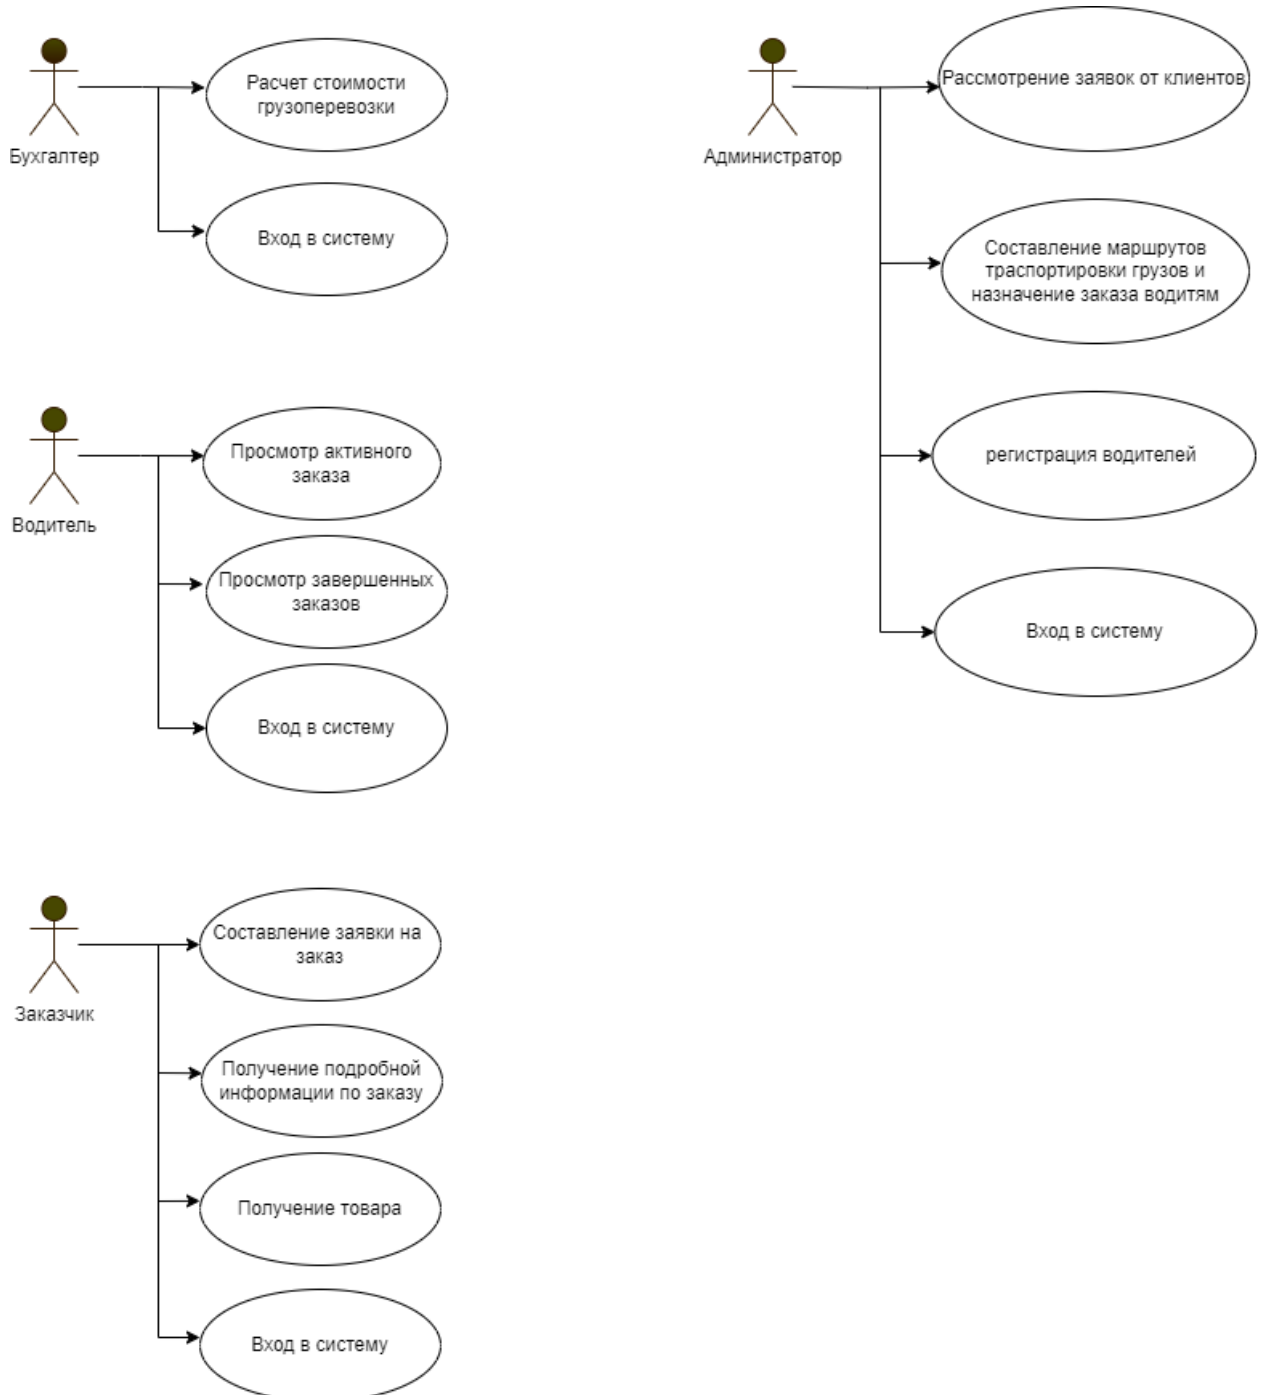 Расчет стоимости
грузоперевозки
Бухгалтер
Вход в систему
Рассмотрение заявок от клиентов
Администратор
Составление маршрутов
траспортировки грузов и
назначение заказа водитям
регистрация водителей
Вход в систему
Просмотр активного
заказа
Водитель
Просмотр завершенных
заказов
Вход в систему
Составление заявки на
заказ
Заказчик
Получение подробной
информации по заказу
Получение товара
Вход в систему